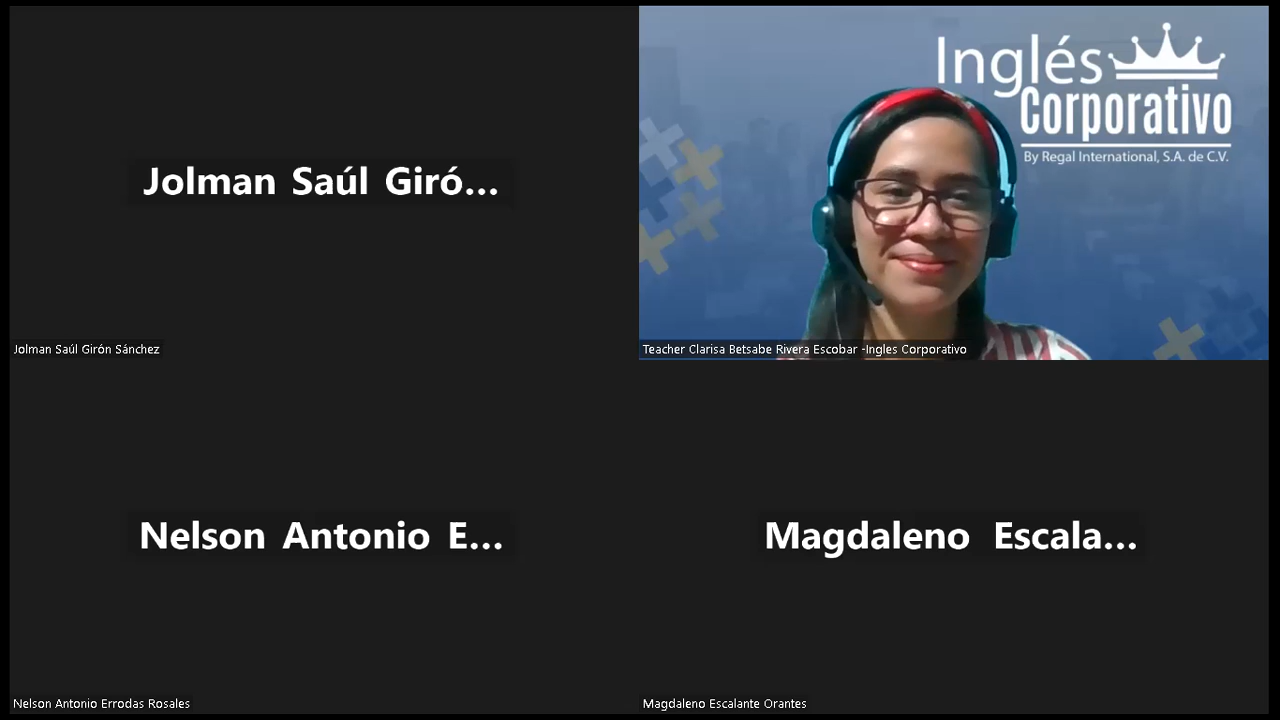 Jolman Saúl Giró...
Jolman Saúl Girón Sánchez
Inglés
Corporativo
By Regal International, S.A. de C.V.
Teacher Clarisa Betsabe Rivera Escobar -Ingles Corporativo
Nelson Antonio E...
Nelson Antonio Errodas Rosales
Magdaleno Escala...
Magdaleno Escalante Orantes